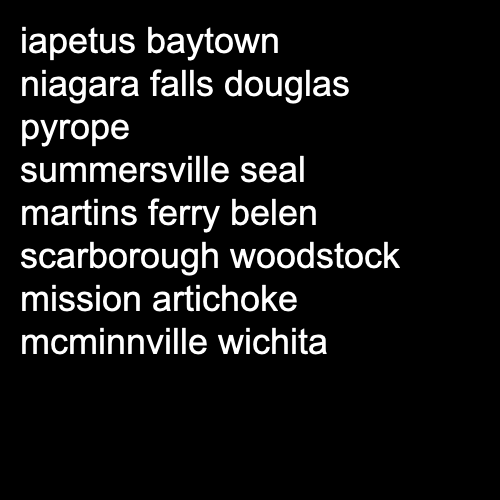 iapetus baytown
niagara falls douglas
pyrope
summersville seal
martins ferry belen
scarborough woodstock
mission artichoke
mcminnville wichita